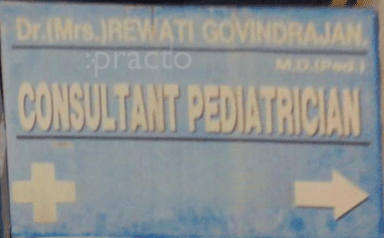 Dr.(Mrs.)REWATI GOVINDRAJAN.
:practo
M.D.(Ped.)
CONSULTANT PEDIATRICIAN